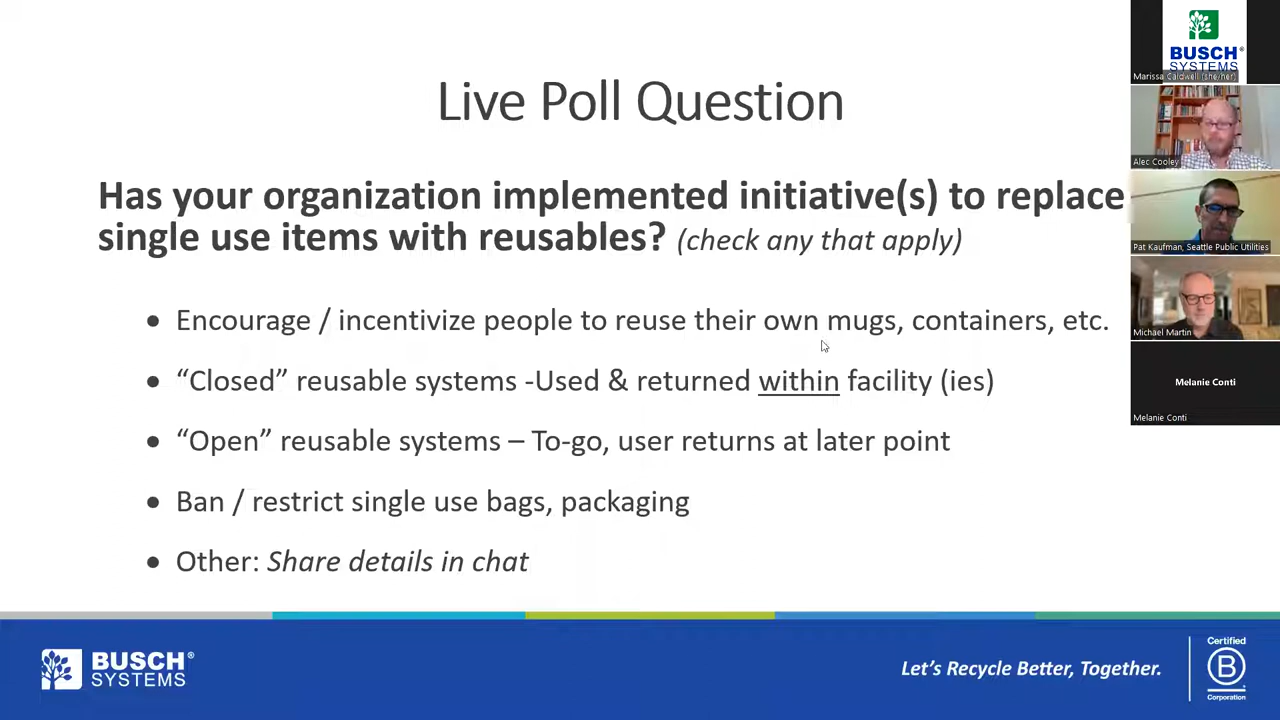 Live Poll Question
Has your organization implemented initiative(s) to replace
single use items with reusables? (check any that apply)
• Encourage / incentivize people to reuse their own mugs, containers, etc.
• “Closed” reusable systems -Used & returned within facility (ies)
• “Open” reusable systems – To-go, user returns at later point
• Ban / restrict single use bags, packaging
• Other: Share details in chat
BUSCH®
SYSTEMS
Let’s Recycle Better, Together.
Certified
B
Corporation
BUSCH®
SYSTEMS
Marissa Caldwell (she/her)
Alec Cooley
Pat Kaufman, Seattle Public Utilities
Michael Martin
Melanie Conti
Melanie Conti